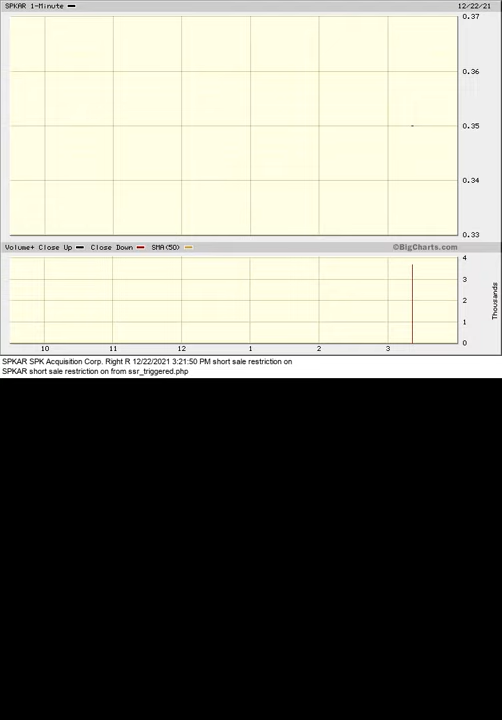 SPKAR 1-Minute
12/22/21
0.37
0.36
0.35
0.34
0.33
Volume+ Close Up Close Down SMA(50) ©BigCharts.com
4
3
2
1
0
Thousands
10 11 12 1 2 3
SPKAR SPK Acquisition Corp. Right R 12/22/2021 3:21:50 PM short sale restriction on
SPKAR short sale restriction on from ssr_triggered.php